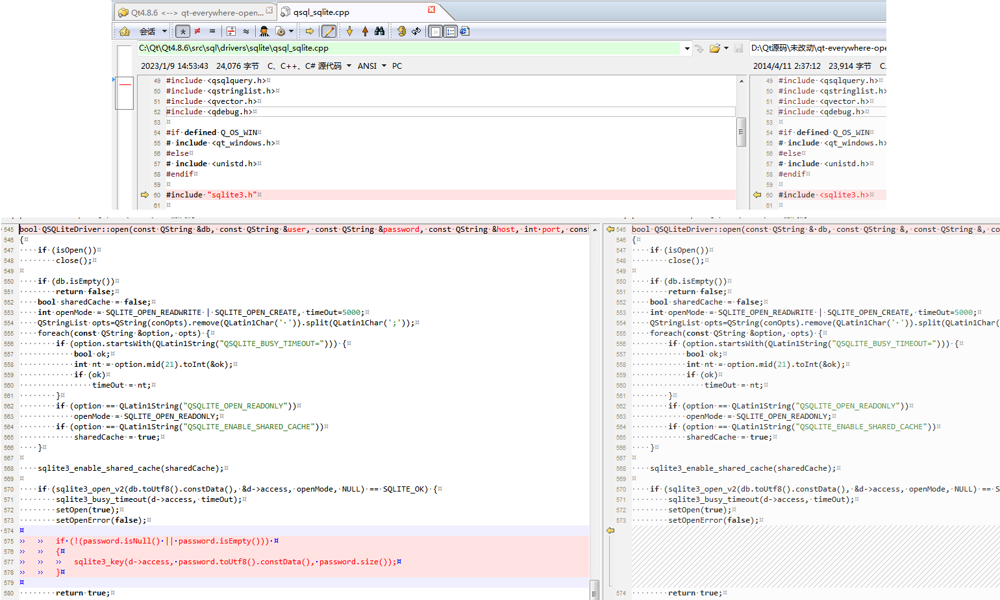 Qt4.8.6 <--> qt-everywhere-open...
qsql_sqlite.cpp
会话
C:\Qt\Qt4.8.6\src\sql\drivers\sqlite\qsql_sqlite.cpp
D:\Qt源码\未改动\qt-everywhere-ope
2023/1/9 14:53:43 24,076 字节 C、C++、C# 源代码 ANSI PC
2014/4/11 2:37:12 23,914 字节 C
49 #include <qsqlquery.h>
50 #include <qstringlist.h>
51 #include <qvector.h>
52 #include <qdebug.h>
53
54 #if defined Q_OS_WIN
55 # include <qt_windows.h>
56 #else
57 # include <unistd.h>
58 #endif
59
60 #include "sqlite3.h"
61
49 #include <qsqlquery.h>
50 #include <qstringlist.h>
51 #include <qvector.h>
52 #include <qdebug.h>
53
54 #if defined Q_OS_WIN
55 # include <qt_windows.h>
56 #else
57 # include <unistd.h>
58 #endif
59
60 #include <sqlite3.h>
61
545 bool QSQLiteDriver::open(const QString &db, const QString &user, const QString &password, const QString &host, int port, cons
546 {
547 if (isOpen())
548 close();
549
550 if (db.isEmpty())
551 return false;
552 bool sharedCache = false;
553 int openMode = SQLITE_OPEN_READWRITE | SQLITE_OPEN_CREATE, timeOut=5000;
554 QStringList opts=QString(conOpts).remove(QLatin1Char(' ')).split(QLatin1Char(';'));
555 foreach(const QString &option, opts) {
556 if (option.startsWith(QLatin1String("QSQLITE_BUSY_TIMEOUT="))) {
557 bool ok;
558 int nt = option.mid(21).toInt(&ok);
559 if (ok)
560 timeOut = nt;
561 }
562 if (option == QLatin1String("QSQLITE_OPEN_READONLY"))
563 openMode = SQLITE_OPEN_READONLY;
564 if (option == QLatin1String("QSQLITE_ENABLE_SHARED_CACHE"))
565 sharedCache = true;
566 }
567
568 sqlite3_enable_shared_cache(sharedCache);
569
570 if (sqlite3_open_v2(db.toUtf8().constData(), &d->access, openMode, NULL) == SQLITE_OK) {
571 sqlite3_busy_timeout(d->access, timeOut);
572 setOpen(true);
573 setOpenError(false);
574
575 if (!(password.isNull() || password.isEmpty()))
576 {
577 sqlite3_key(d->access, password.toUtf8().constData(), password.size());
578 }
579
580 return true;
545 bool QSQLiteDriver::open(const QString & db, const QString &, const QString &, co
546 {
547 if (isOpen())
548 close();
549
550 if (db.isEmpty())
551 return false;
552 bool sharedCache = false;
553 int openMode = SQLITE_OPEN_READWRITE | SQLITE_OPEN_CREATE, timeOut=5000;
554 QStringList opts=QString(conOpts).remove(QLatin1Char(' ')).split(QLatin1Char(
555 foreach(const QString &option, opts) {
556 if (option.startsWith(QLatin1String("QSQLITE_BUSY_TIMEOUT="))) {
557 bool ok;
558 int nt = option.mid(21).toInt(&ok);
559 if (ok)
560 timeOut = nt;
561 }
562 if (option == QLatin1String("QSQLITE_OPEN_READONLY"))
563 openMode = SQLITE_OPEN_READONLY;
564 if (option == QLatin1String("QSQLITE_ENABLE_SHARED_CACHE"))
565 sharedCache = true;
566 }
567
568 sqlite3_enable_shared_cache(sharedCache);
569
570 if (sqlite3_open_v2(db.toUtf8().constData(), &d->access, openMode, NULL) == S
571 sqlite3_busy_timeout(d->access, timeOut);
572 setOpen(true);
573 setOpenError(false);
574 return true;